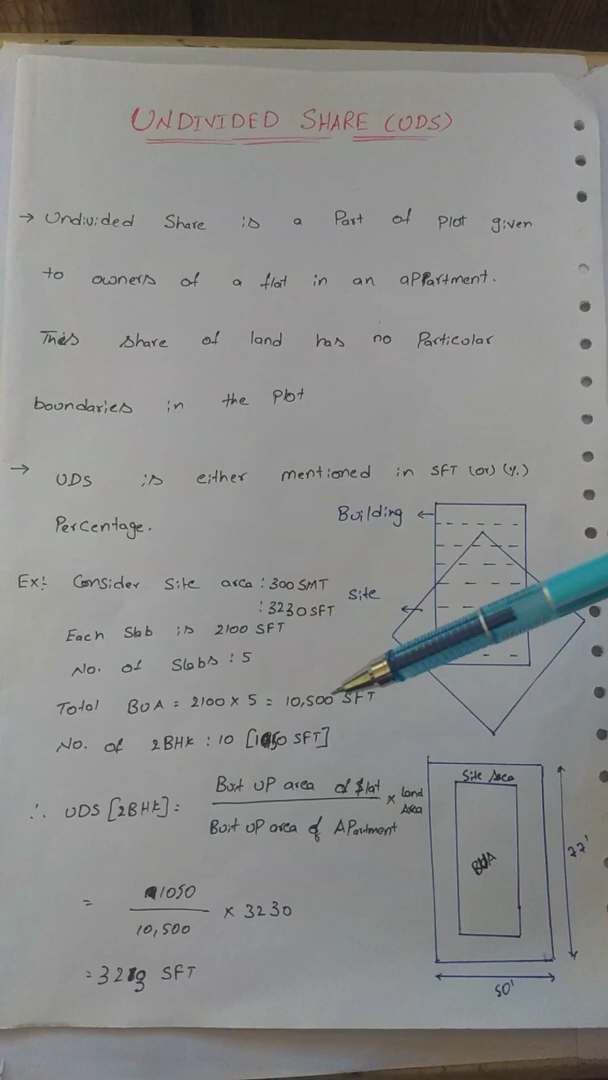 UNDIVIDED SHARE (UDS)
→ Undivided Share is a Part of Plot given
to owners of a flat in an appartment.
This share of land has no Particular
boundaries in the Plot
→ UDS is either mentioned in SFT (or) (%)
Percentage.
Building
Ex: Consider Site area : 300 SMT
: 3230 SFT
Site
Each Slab is 2100 SFT
No. of Slabs : 5
Total BUA = 2100 x 5 = 10,500 SFT
No. of 2BHK : 10 [1050 SFT]
∴ UDS [2BHK] = Buit UP area of flat / Buit UP area of APartment x land Area
= 1050 / 10,500 x 3230
= 323 SFT
Site Area
BUA
50'